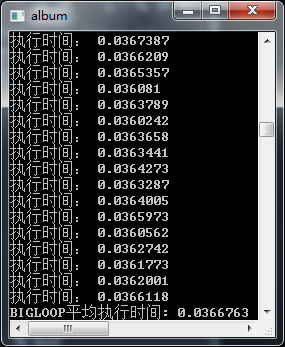 album
执行时间: 0.0367387
执行时间: 0.0366209
执行时间: 0.0365357
执行时间: 0.036081
执行时间: 0.0363789
执行时间: 0.0360242
执行时间: 0.0363658
执行时间: 0.0363441
执行时间: 0.0364273
执行时间: 0.0363287
执行时间: 0.0364005
执行时间: 0.0365973
执行时间: 0.0360562
执行时间: 0.0362742
执行时间: 0.0361773
执行时间: 0.0362001
执行时间: 0.0366118
BIGLOOP平均执行时间: 0.0366763